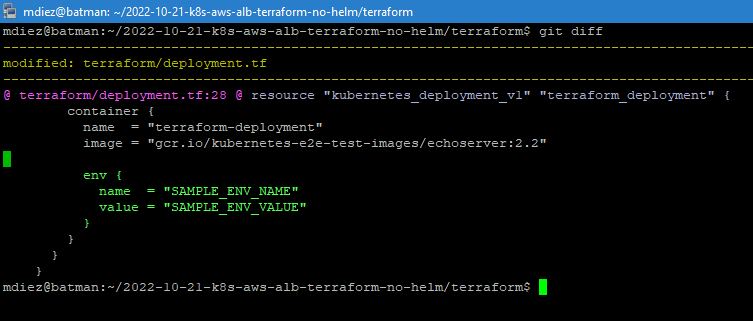 mdiez@batman: ~/2022-10-21-k8s-aws-alb-terraform-no-helm/terraform
mdiez@batman:~/2022-10-21-k8s-aws-alb-terraform-no-helm/terraform$ git diff
modified: terraform/deployment.tf
@ terraform/deployment.tf:28 @ resource "kubernetes_deployment_v1" "terraform_deployment" {
container {
name  = "terraform-deployment"
image = "gcr.io/kubernetes-e2e-test-images/echoserver:2.2"
env {
name  = "SAMPLE_ENV_NAME"
value = "SAMPLE_ENV_VALUE"
}
}
}
}
mdiez@batman:~/2022-10-21-k8s-aws-alb-terraform-no-helm/terraform$